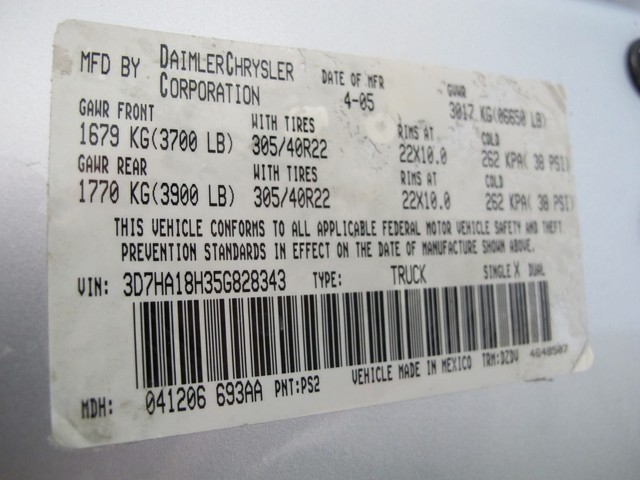 MFD BY DAIMLERCHRYSLER CORPORATION DATE OF MFR 4-05 GVWR 3017 KG(06650 LB)
GAWR FRONT WITH TIRES RIMS AT COLD
1679 KG(3700 LB) 305/40R22 22X10.0 262 KPA( 38 PSI)
GAWR REAR WITH TIRES RIMS AT COLD
1770 KG(3900 LB) 305/40R22 22X10.0 262 KPA( 38 PSI)
THIS VEHICLE CONFORMS TO ALL APPLICABLE FEDERAL MOTOR VEHICLE SAFETY AND THEFT
PREVENTION STANDARDS IN EFFECT ON THE DATE OF MANUFACTURE SHOWN ABOVE.
VIN: 3D7HA18H35G828343 TYPE: TRUCK SINGLE X DUAL
MDH: 041206 693AA PNT:PS2 VEHICLE MADE IN MEXICO TRM:DZDV 4648507